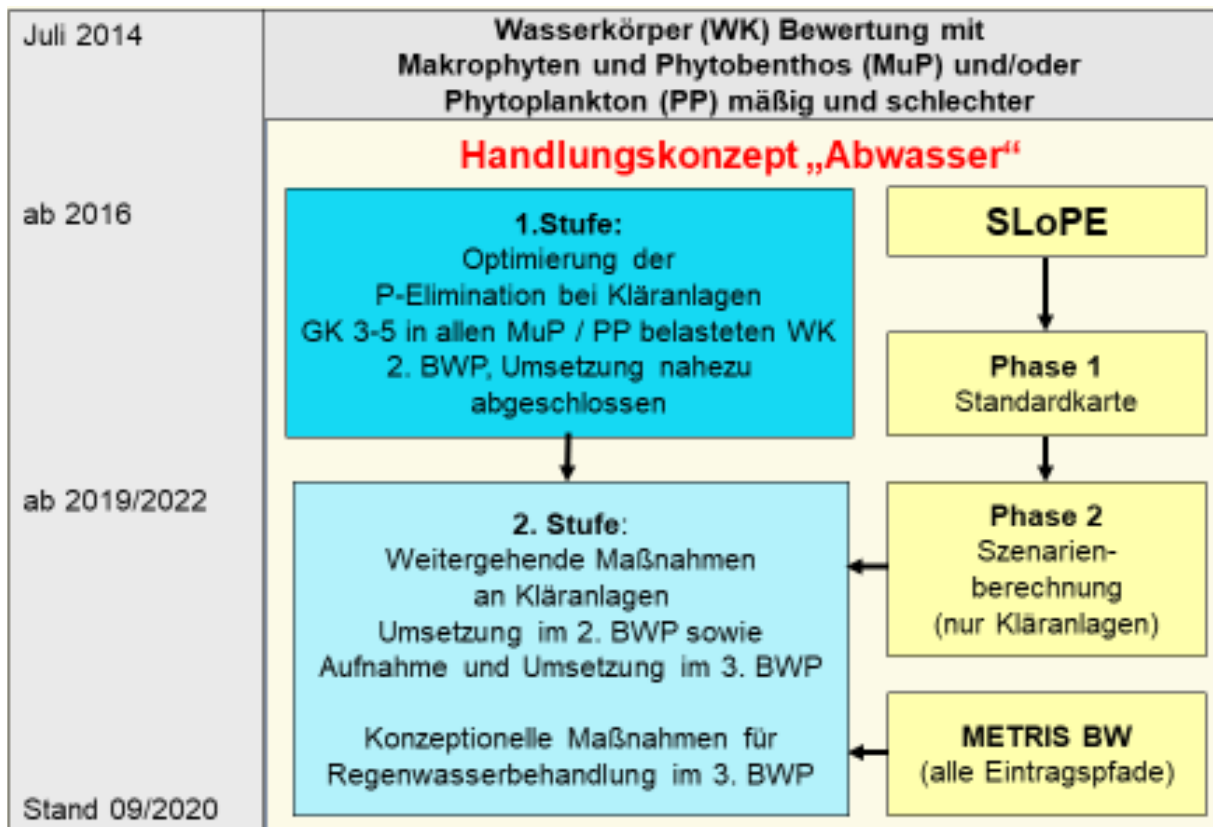 Juli 2014
Wasserkörper (WK) Bewertung mit
Makrophyten und Phytobenthos (MuP) und/oder
Phytoplankton (PP) mäßig und schlechter
Handlungskonzept „Abwasser“
ab 2016
1.Stufe:
Optimierung der
P-Elimination bei Kläranlagen
GK 3-5 in allen MuP / PP belasteten WK
2. BWP, Umsetzung nahezu
abgeschlossen
SLoPE
Phase 1
Standardkarte
ab 2019/2022
2. Stufe:
Weitergehende Maßnahmen
an Kläranlagen
Umsetzung im 2. BWP sowie
Aufnahme und Umsetzung im 3. BWP
Konzeptionelle Maßnahmen für
Regenwasserbehandlung im 3. BWP
Phase 2
Szenarien-
berechnung
(nur Kläranlagen)
METRIS BW
(alle Eintragspfade)
Stand 09/2020